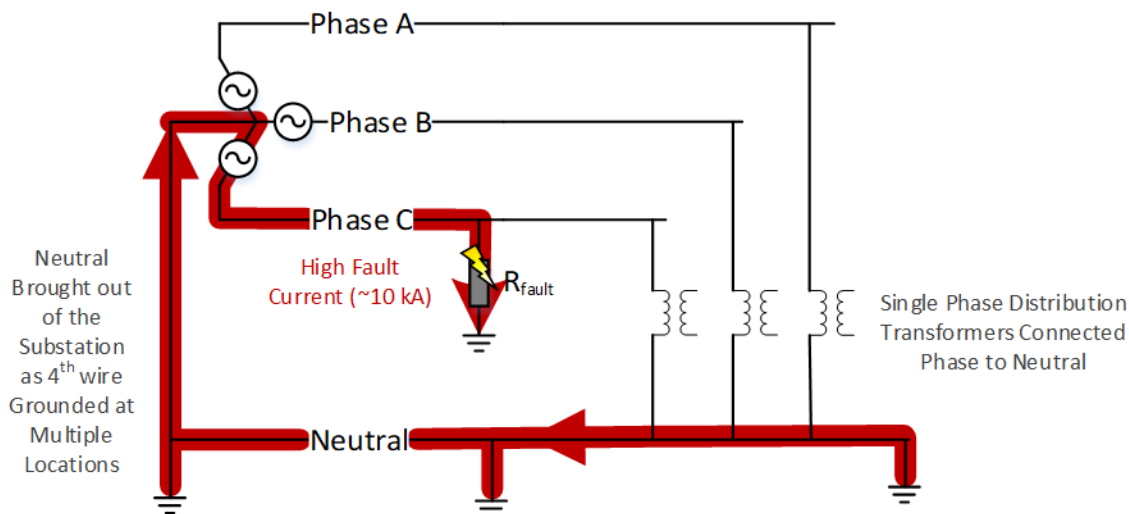 Phase A
Phase B
Phase C
High Fault
Current (~10 kA)
R_fault
Neutral
Brought out
of the
Substation
as 4th wire
Grounded at
Multiple
Locations
Single Phase Distribution
Transformers Connected
Phase to Neutral
Neutral